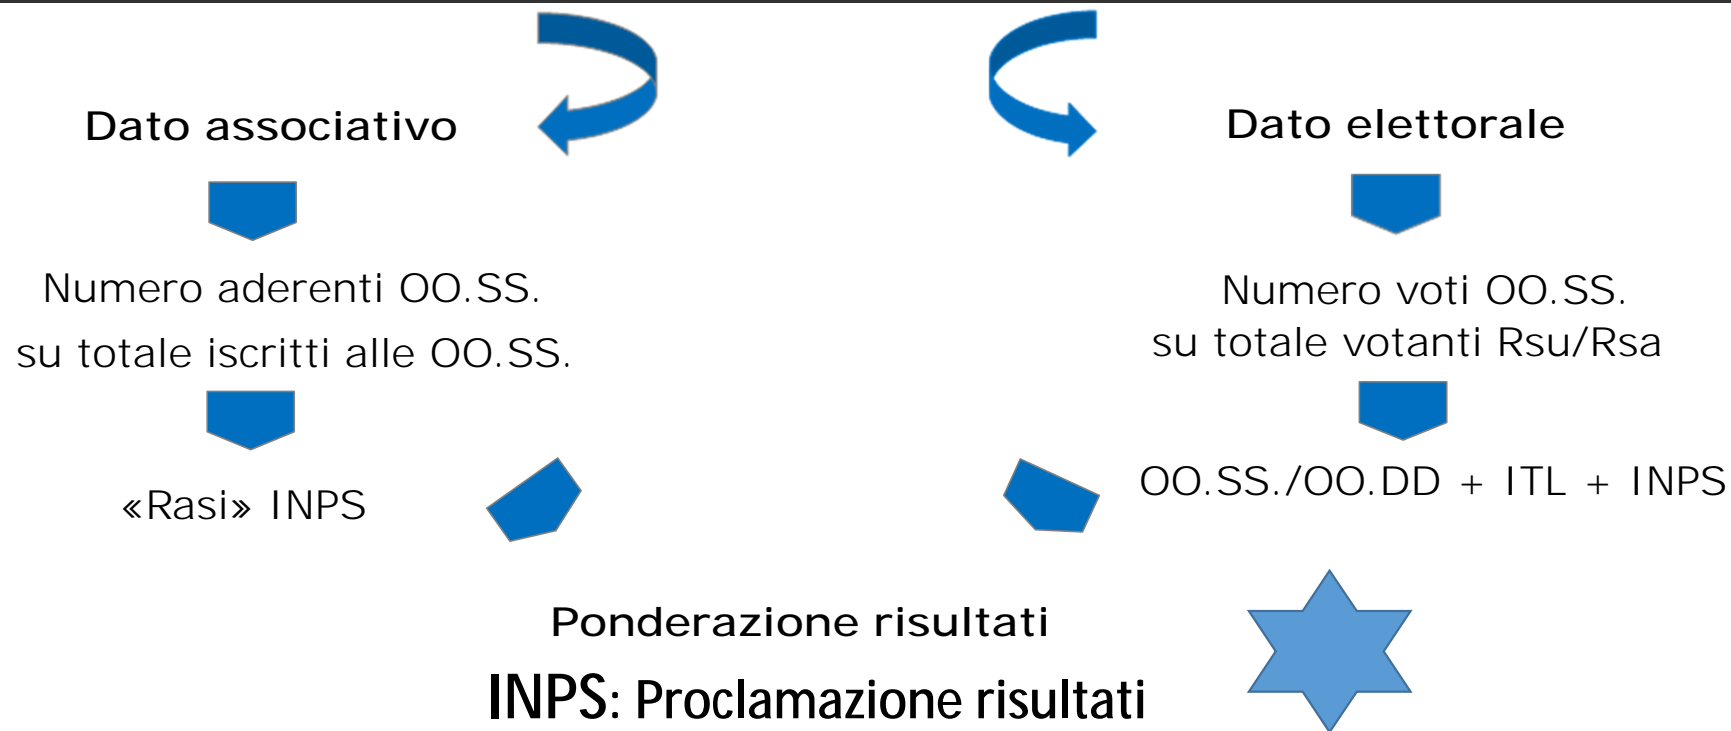 Dato associativo
Numero aderenti OO.SS.
su totale iscritti alle OO.SS.
«Rasi» INPS
Dato elettorale
Numero voti OO.SS.
su totale votanti Rsu/Rsa
OO.SS./OO.DD + ITL + INPS
Ponderazione risultati
INPS: Proclamazione risultati